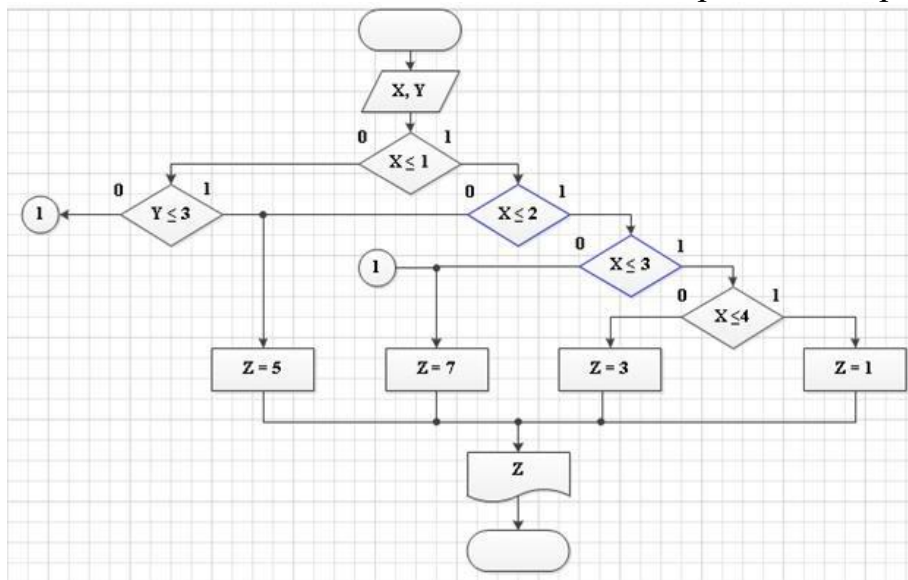 X, Y
0
1
X ≤ 1
0
1
0
1
1
Y ≤ 3
X ≤ 2
0
1
1
X ≤ 3
0
1
X ≤4
Z = 5
Z = 7
Z = 3
Z = 1
Z